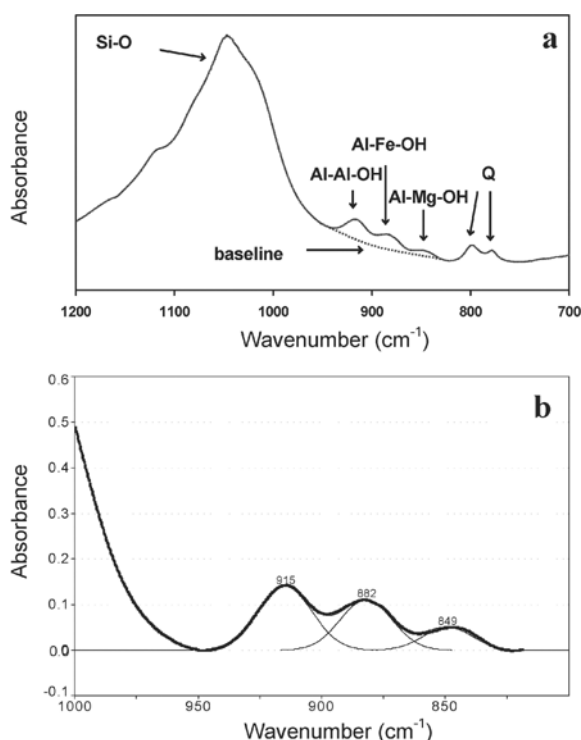 a
Si-O
Al-Fe-OH
Al-Al-OH
Al-Mg-OH
Q
baseline
Absorbance
1200 1100 1000 900 800 700
Wavenumber (cm-1)
b
0.6
0.5
0.4
0.3
0.2
0.1
0.0
-0.1
915
882
849
Absorbance
1000 950 900 850
Wavenumber (cm-1)